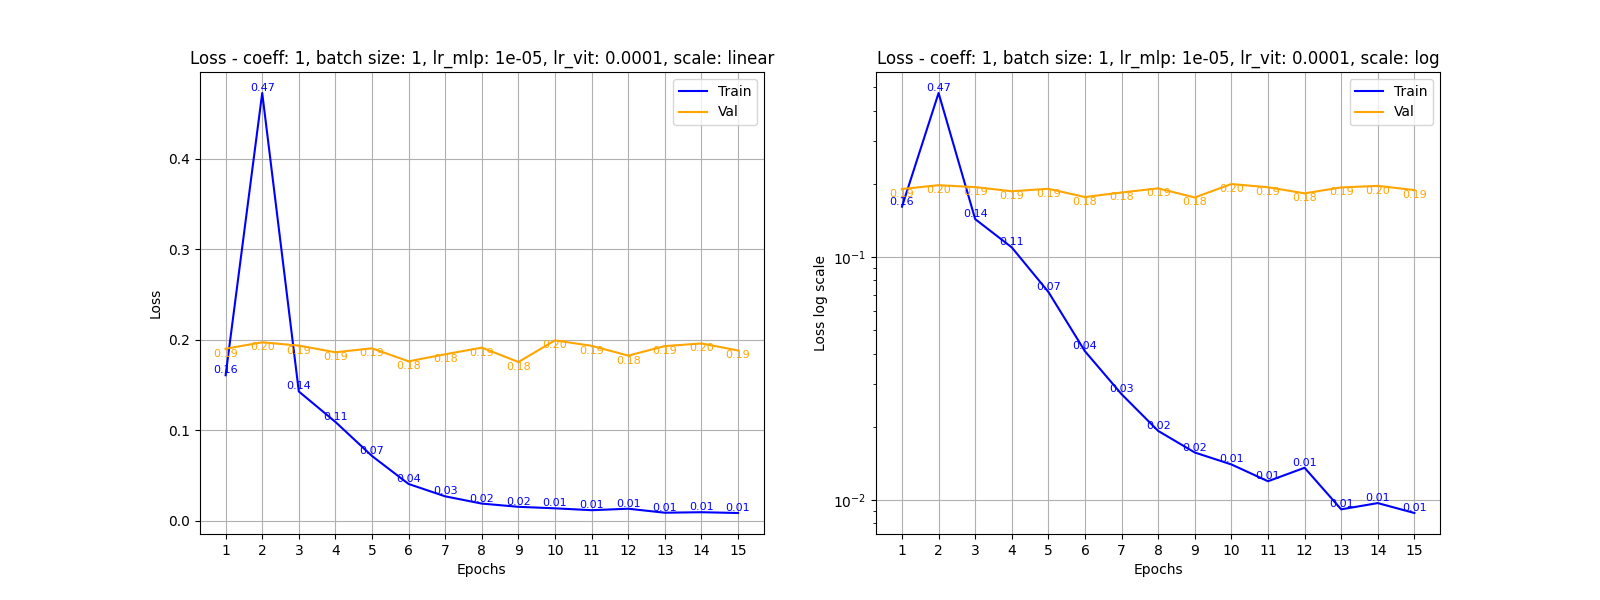 Loss - coeff: 1, batch size: 1, lr_mlp: 1e-05, lr_vit: 0.0001, scale: linear
Train
Val
0.47
0.4
0.3
0.2
0.1
0.0
Loss
0.19 0.20 0.19 0.19 0.19 0.18 0.18 0.19 0.18 0.20 0.19 0.18 0.19 0.20 0.19
0.16 0.14 0.11 0.07 0.04 0.03 0.02 0.02 0.01 0.01 0.01 0.01 0.01 0.01
1 2 3 4 5 6 7 8 9 10 11 12 13 14 15
Epochs
Loss - coeff: 1, batch size: 1, lr_mlp: 1e-05, lr_vit: 0.0001, scale: log
Train
Val
0.47
0.19 0.20 0.19 0.19 0.19 0.18 0.18 0.19 0.18 0.20 0.19 0.18 0.19 0.20 0.19
0.16 0.14 0.11 0.07 0.04 0.03 0.02 0.02 0.01 0.01 0.01 0.01 0.01 0.01
10⁻¹
10⁻²
Loss log scale
1 2 3 4 5 6 7 8 9 10 11 12 13 14 15
Epochs